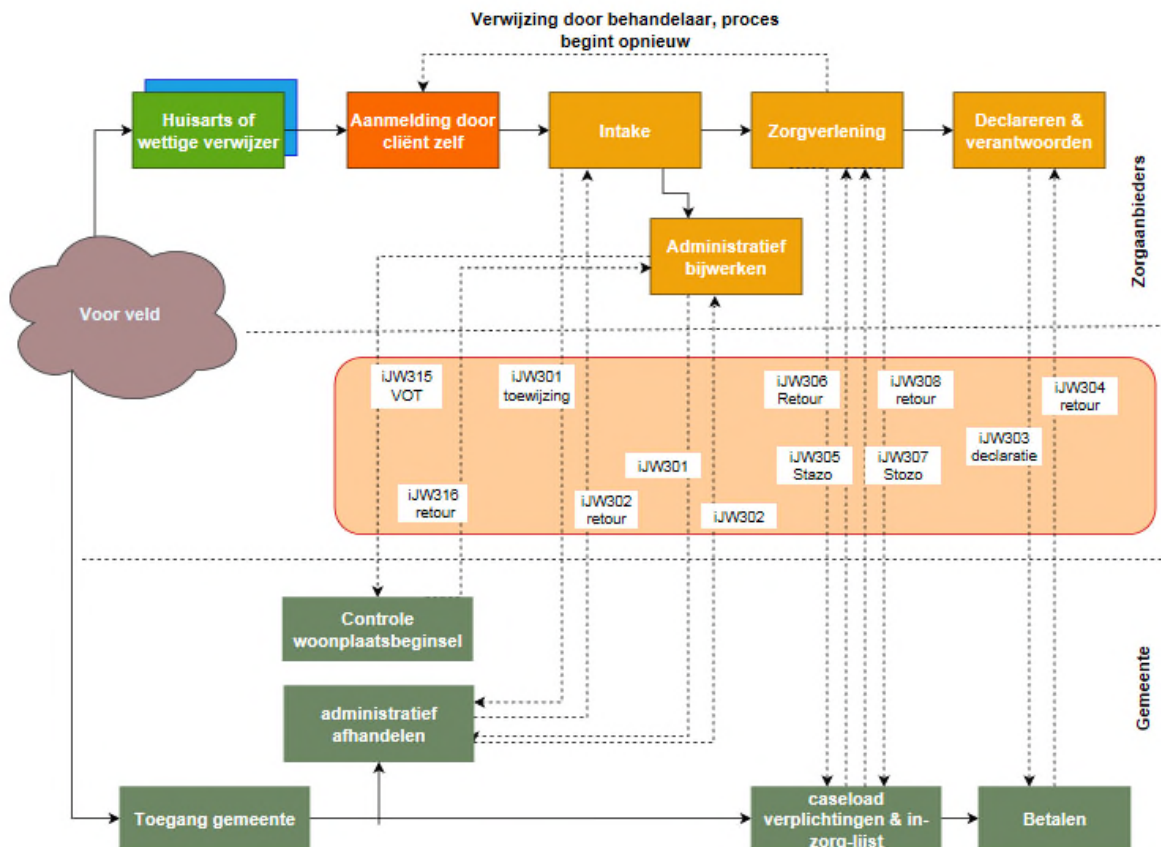 Verwijzing door behandelaar, proces
begint opnieuw
Huisarts of
wettige verwijzer
Aanmelding door
cliënt zelf
Intake
Zorgverlening
Declareren &
verantwoorden
Zorgaanbieders
Administratief
bijwerken
Voor veld
iJW315
VOT
iJW301
toewijzing
iJW306
Retour
iJW308
retour
iJW304
retour
iJW303
declaratie
iJW305
Stazo
iJW307
Stozo
iJW301
iJW316
retour
iJW302
retour
iJW302
Controle
woonplaatsbeginsel
Gemeente
administratief
afhandelen
Toegang gemeente
caseload
verplichtingen & in-
zorg-lijst
Betalen